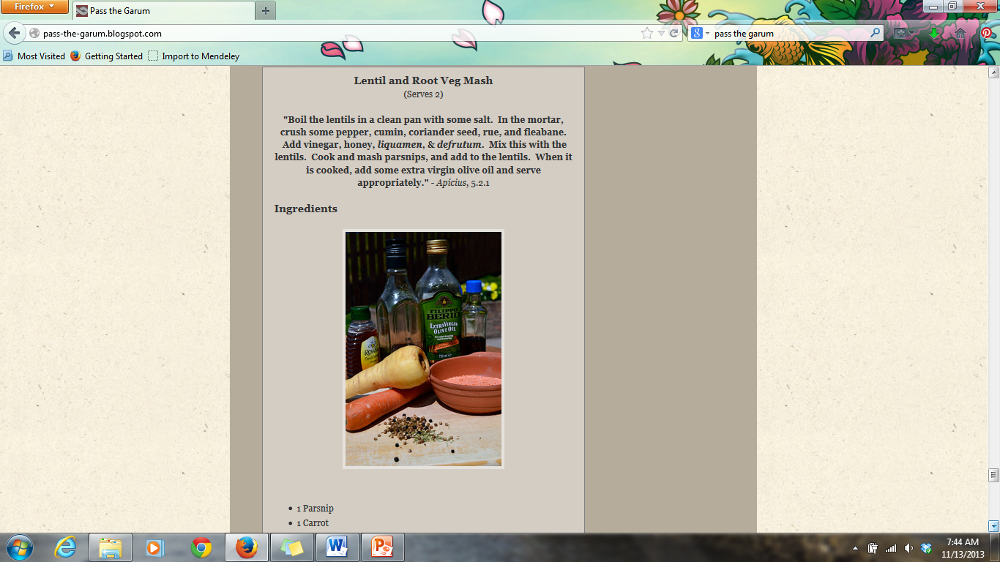 Firefox
Pass the Garum
pass-the-garum.blogspot.com
pass the garum
Most Visited
Getting Started
Import to Mendeley
Lentil and Root Veg Mash
(Serves 2)
"Boil the lentils in a clean pan with some salt. In the mortar,
crush some pepper, cumin, coriander seed, rue, and fleabane.
Add vinegar, honey, liquamen, & defrutum. Mix this with the
lentils. Cook and mash parsnips, and add to the lentils. When it
is cooked, add some extra virgin olive oil and serve
appropriately." - Apicius, 5.2.1
Ingredients
FILIPPO
BERIO
EXTRA VIRGIN
OLIVE OIL
1 Parsnip
1 Carrot
7:44 AM
11/13/2013